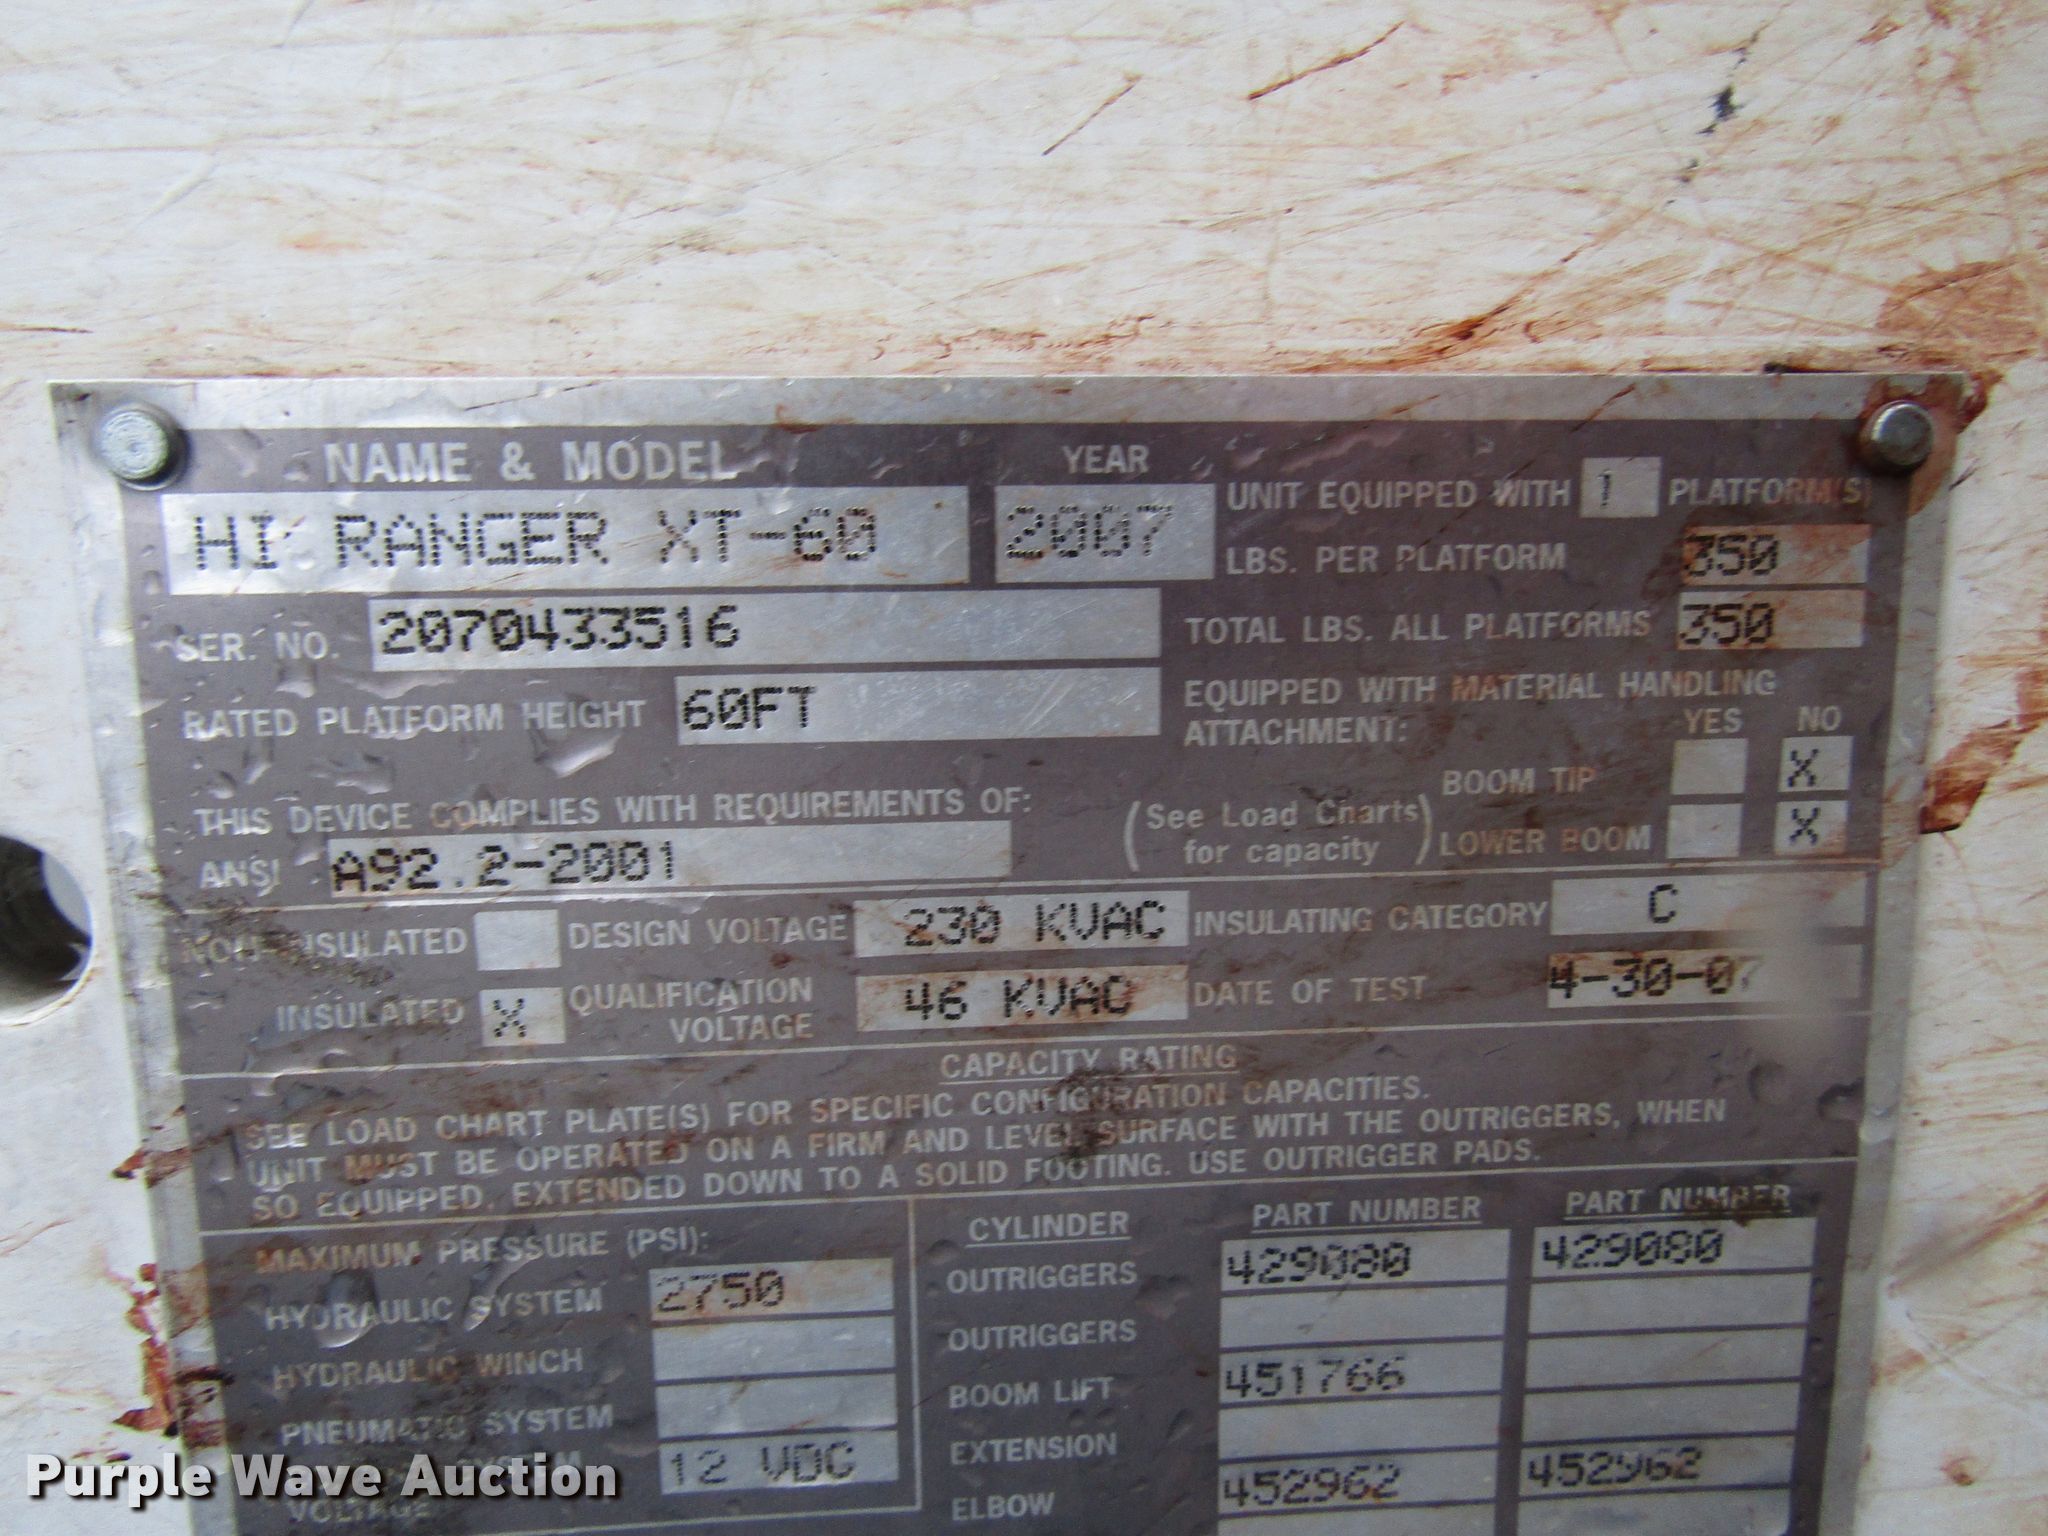 NAME & MODEL YEAR
HI RANGER XT-60 2007
UNIT EQUIPPED WITH 1 PLATFORM(S)
LBS. PER PLATFORM 350
SER. NO. 2070433516
TOTAL LBS. ALL PLATFORMS 350
RATED PLATFORM HEIGHT 60FT
EQUIPPED WITH MATERIAL HANDLING
ATTACHMENT: YES NO
BOOM TIP X
THIS DEVICE COMPLIES WITH REQUIREMENTS OF:
(See Load Charts
for capacity)
LOWER BOOM X
ANSI A92.2-2001
NON-INSULATED DESIGN VOLTAGE 230 KVAC INSULATING CATEGORY C
INSULATED X QUALIFICATION
VOLTAGE 46 KVAC DATE OF TEST 4-30-07
CAPACITY RATING
SEE LOAD CHART PLATE(S) FOR SPECIFIC CONFIGURATION CAPACITIES.
UNIT MUST BE OPERATED ON A FIRM AND LEVEL SURFACE WITH THE OUTRIGGERS, WHEN
SO EQUIPPED, EXTENDED DOWN TO A SOLID FOOTING. USE OUTRIGGER PADS.
MAXIMUM PRESSURE (PSI):
HYDRAULIC SYSTEM 2750
HYDRAULIC WINCH
PNEUMATIC SYSTEM
SYSTEM
VOLTAGE 12 VDC
CYLINDER PART NUMBER PART NUMBER
OUTRIGGERS 429080 429080
OUTRIGGERS
BOOM LIFT 451766
EXTENSION
ELBOW 452962 452962
Purple Wave Auction